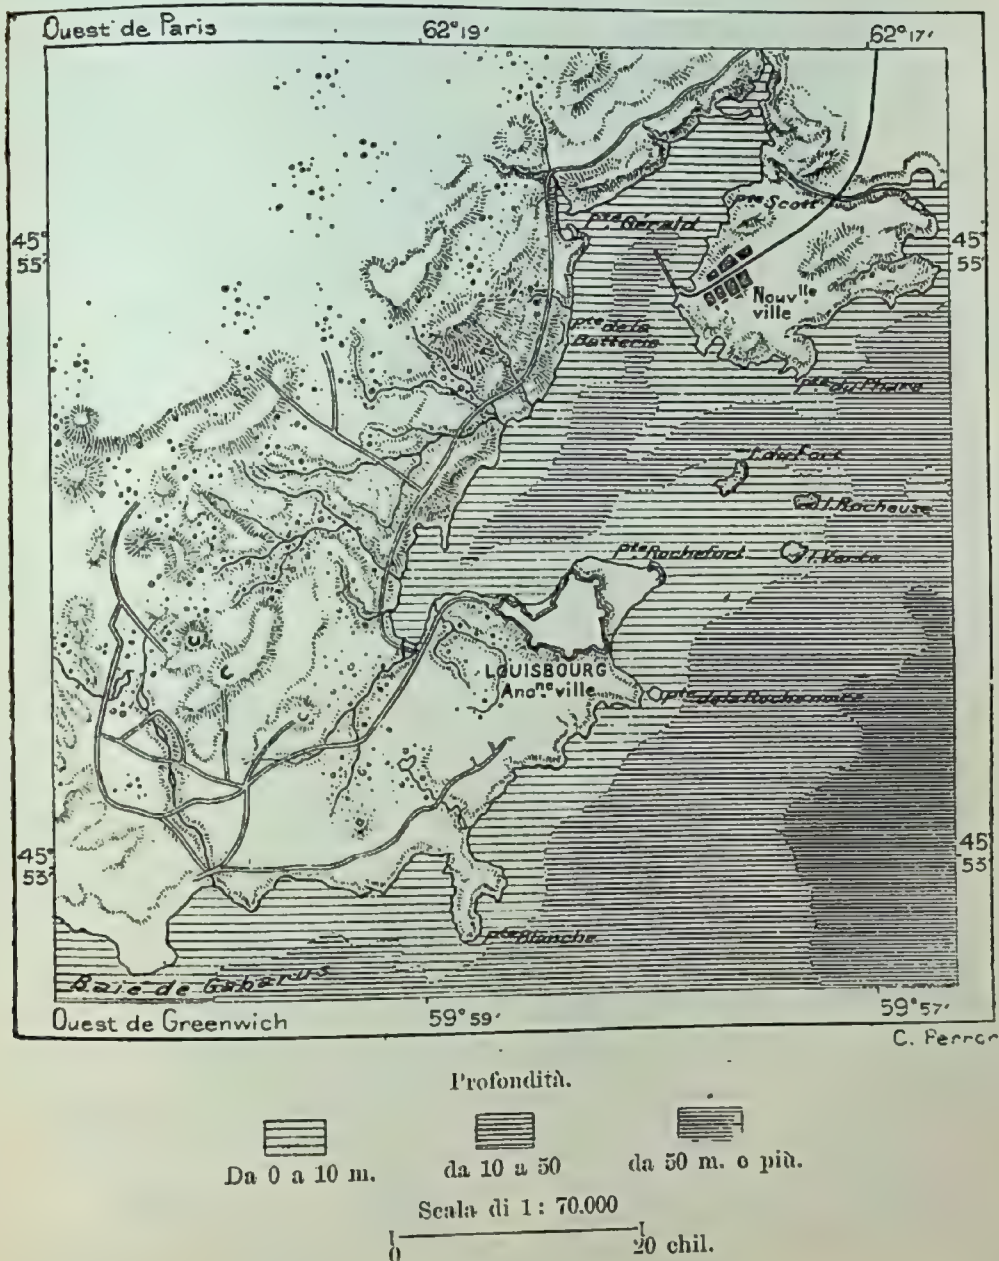 Ouest de Paris
62° 19′
62° 17′
45°
55′
45°
55′
Pte Scott
Pte Gérald
Nouvlle
ville
Pte de la
Batterie
Pte du Phare
I. du Fort
I. Rocheuse
Pte Rochefort
I. Verte
LOUISBOURG
Ancnne ville
Pte de la Roche noire
45°
53′
45°
53′
Pte Blanche
Baie de Gabarus
Ouest de Greenwich
59° 59′
59° 57′
C. Perron
Profondità.
Da 0 a 10 m.
da 10 a 50
da 50 m. o più.
Scala di 1 : 70.000
0
20 chil.